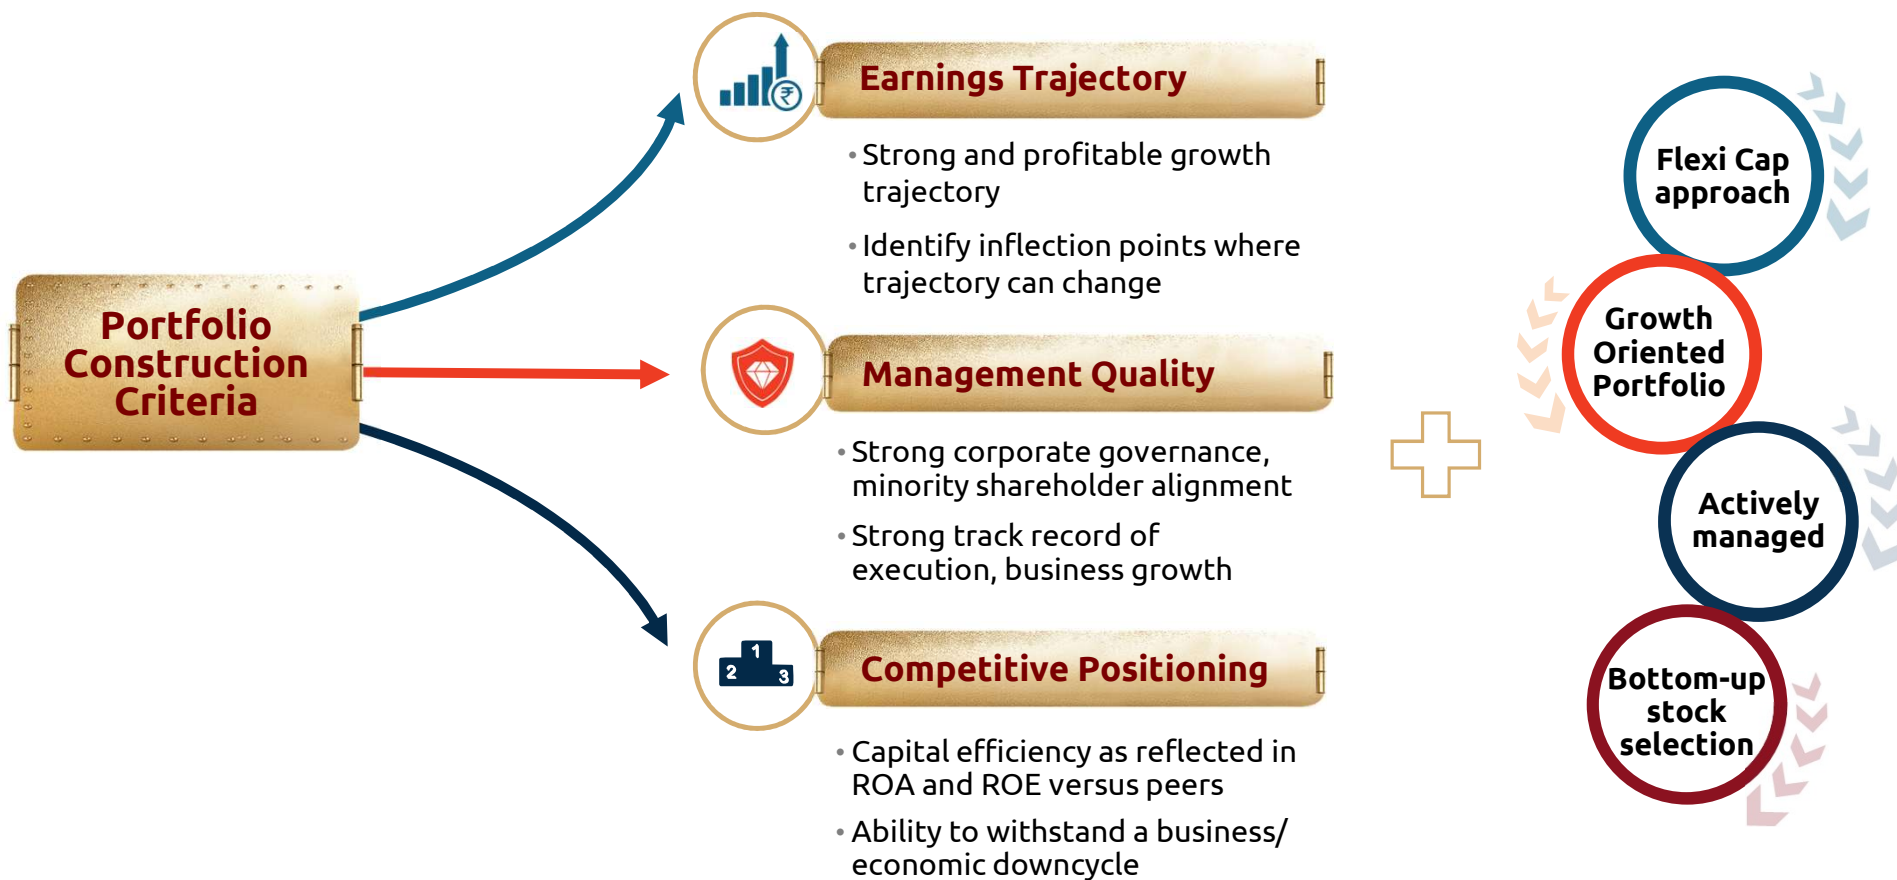 Portfolio
Construction
Criteria
₹
Earnings Trajectory
• Strong and profitable growth
trajectory
• Identify inflection points where
trajectory can change
Management Quality
• Strong corporate governance,
minority shareholder alignment
• Strong track record of
execution, business growth
1
2
3
Competitive Positioning
• Capital efficiency as reflected in
ROA and ROE versus peers
• Ability to withstand a business/
economic downcycle
Flexi Cap
approach
Growth
Oriented
Portfolio
Actively
managed
Bottom-up
stock
selection